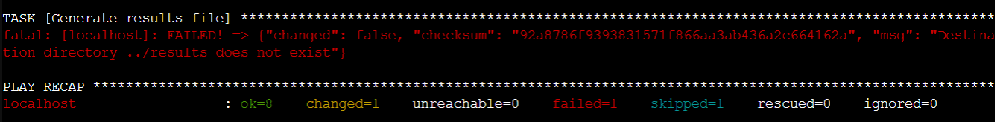 TASK [Generate results file] ********************************************************************************************
fatal: [localhost]: FAILED! => {"changed": false, "checksum": "92a8786f9393831571f866aa3ab436a2c664162a", "msg": "Destina
tion directory ../results does not exist"}
PLAY RECAP **************************************************************************************************************
localhost                  : ok=8    changed=1    unreachable=0    failed=1    skipped=1    rescued=0    ignored=0